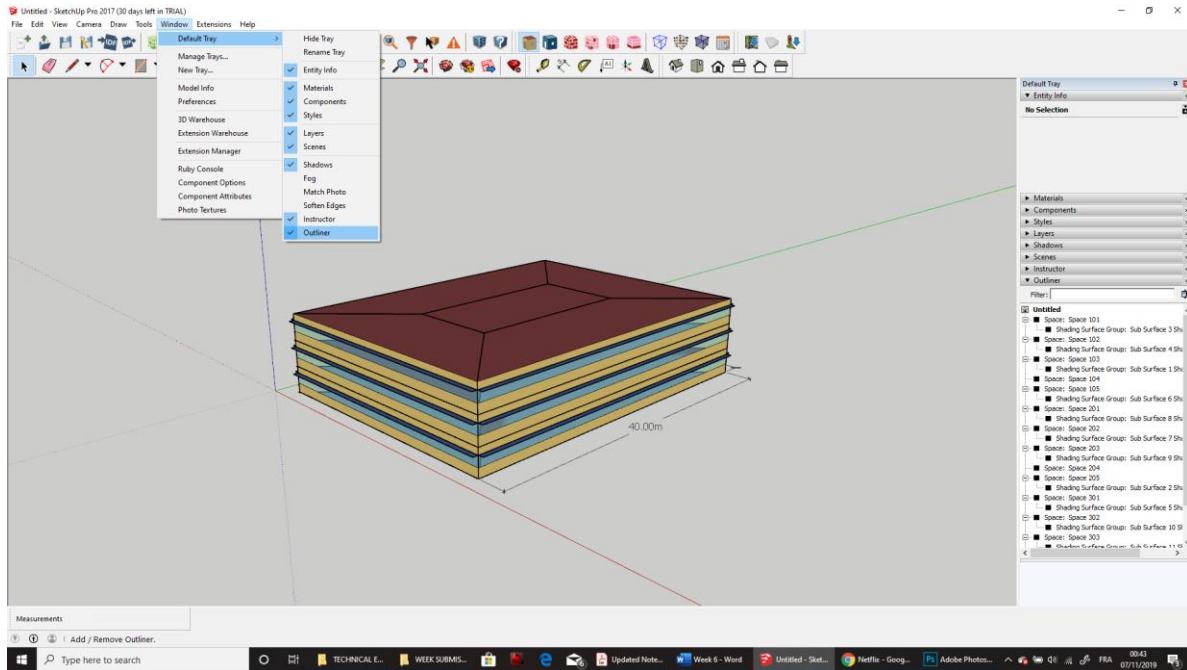 Untitled - SketchUp Pro 2017 (30 days left in TRIAL)
File Edit View Camera Draw Tools Window Extensions Help
Default Tray
Manage Trays...
New Tray...
Model Info
Preferences
3D Warehouse
Extension Warehouse
Extension Manager
Ruby Console
Component Options
Component Attributes
Photo Textures
Hide Tray
Rename Tray
Entity Info
Materials
Components
Styles
Layers
Scenes
Shadows
Fog
Match Photo
Soften Edges
Instructor
Outliner
40.00m
Default Tray
Entity Info
No Selection
Materials
Components
Styles
Layers
Shadows
Scenes
Instructor
Outliner
Filter:
Untitled
Space: Space 101
Shading Surface Group: Sub Surface 3 Sh
Space: Space 102
Shading Surface Group: Sub Surface 4 Sh
Space: Space 103
Shading Surface Group: Sub Surface 1 Sh
Space: Space 104
Space: Space 105
Shading Surface Group: Sub Surface 6 Sh
Space: Space 201
Shading Surface Group: Sub Surface 8 Sh
Space: Space 202
Shading Surface Group: Sub Surface 7 Sh
Space: Space 203
Shading Surface Group: Sub Surface 9 Sh
Space: Space 204
Space: Space 205
Shading Surface Group: Sub Surface 2 Sh
Space: Space 301
Shading Surface Group: Sub Surface 5 Sh
Space: Space 302
Shading Surface Group: Sub Surface 10 S
Space: Space 303
Shading Surface Group: Sub Surface 11 S
Measurements
Add / Remove Outliner.
Type here to search
TECHNICAL E...
WEEK SUBMIS...
Updated Note...
Week 6 - Word
Untitled - Sket...
Netflix - Goog...
Adobe Photos...
FRA
00:43
07/11/2019